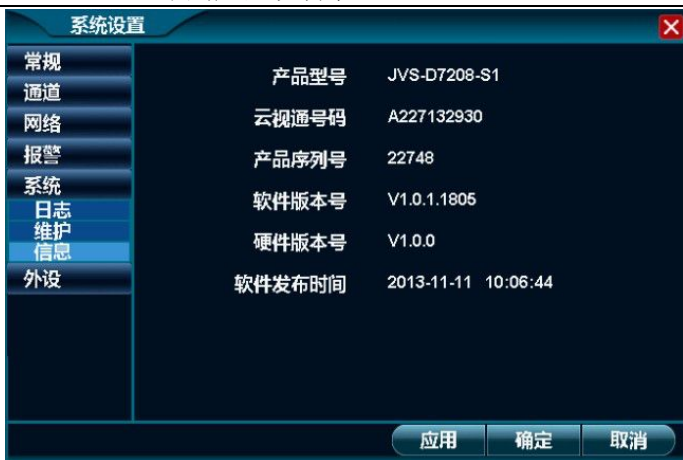 系统设置
常规
通道
网络
报警
系统
日志
维护
信息
外设
产品型号 JVS-D7208-S1
云视通号码 A227132930
产品序列号 22748
软件版本号 V1.0.1.1805
硬件版本号 V1.0.0
软件发布时间 2013-11-11 10:06:44
应用 确定 取消